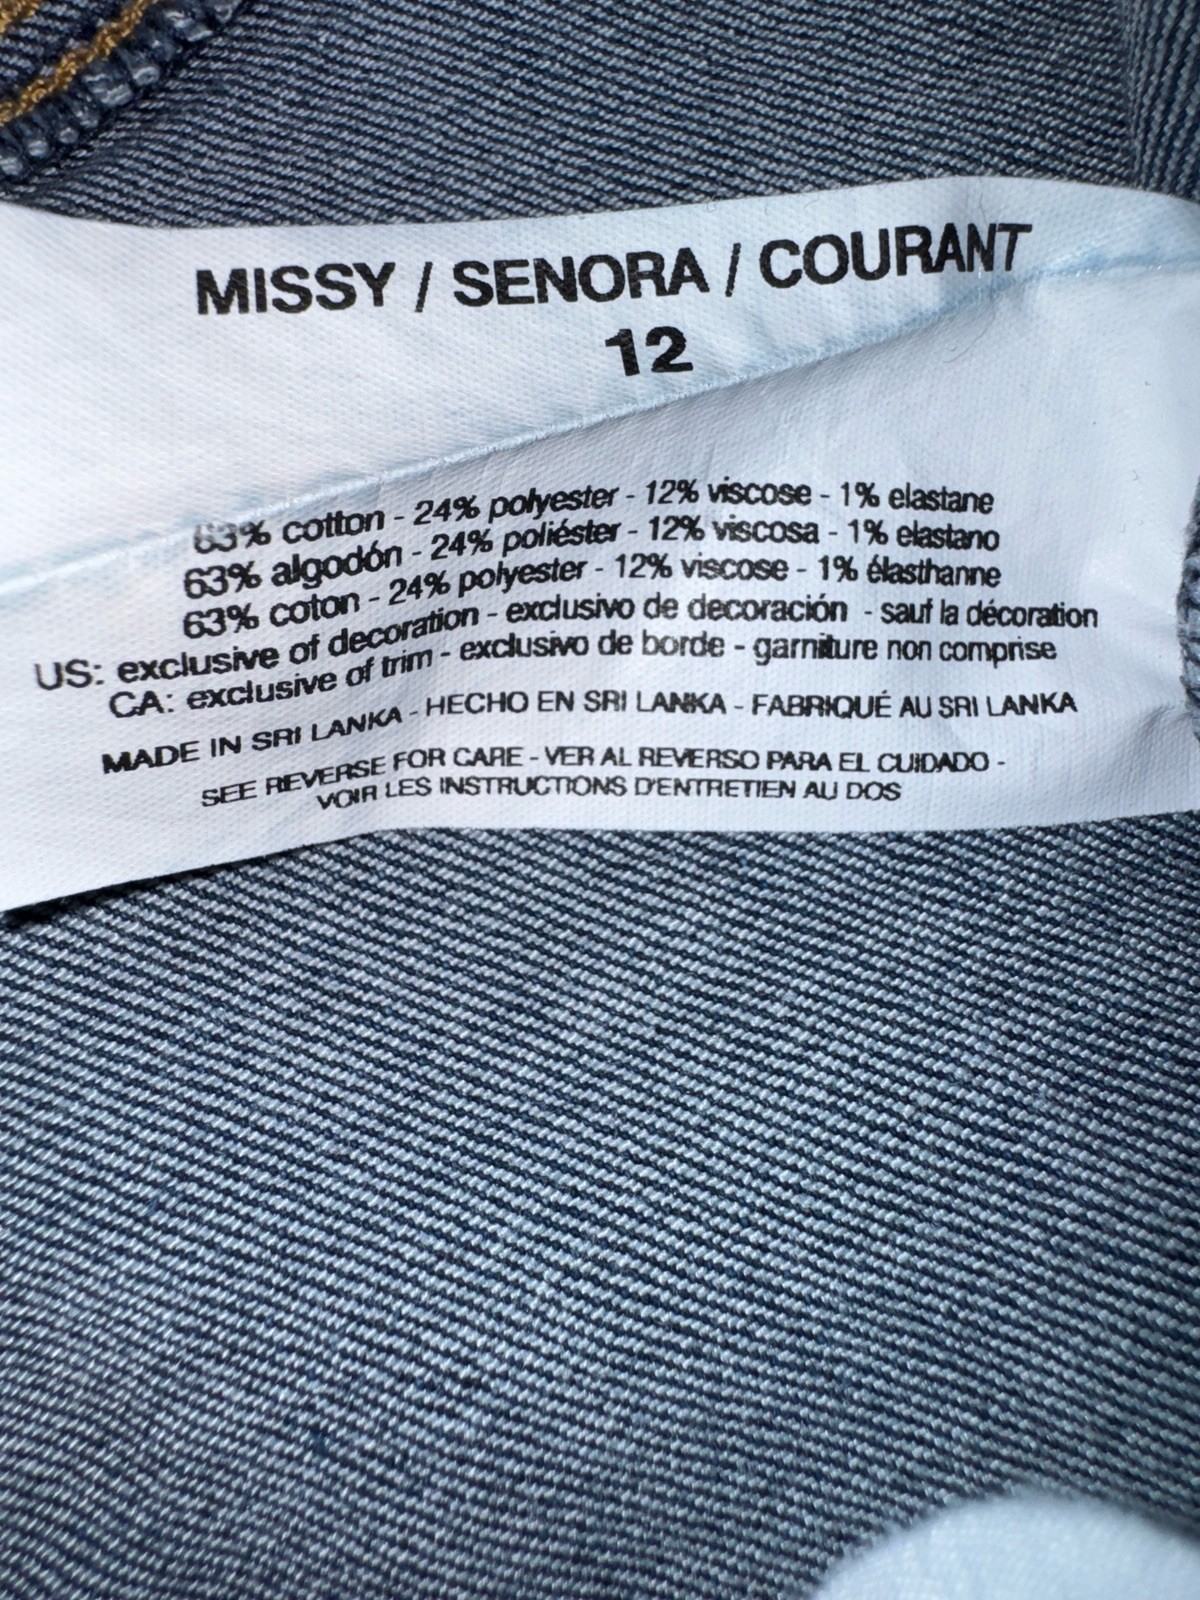 MISSY / SENORA / COURANT
12
63% cotton - 24% polyester - 12% viscose - 1% elastane
63% algodón - 24% poliéster - 12% viscosa - 1% elastano
63% coton - 24% polyester - 12% viscose - 1% élasthanne
US: exclusive of decoration - exclusivo de decoración - sauf la décoration
CA: exclusive of trim - exclusivo de borde - garniture non comprise
MADE IN SRI LANKA - HECHO EN SRI LANKA - FABRIQUÉ AU SRI LANKA
SEE REVERSE FOR CARE - VER AL REVERSO PARA EL CUIDADO -
VOIR LES INSTRUCTIONS D'ENTRETIEN AU DOS